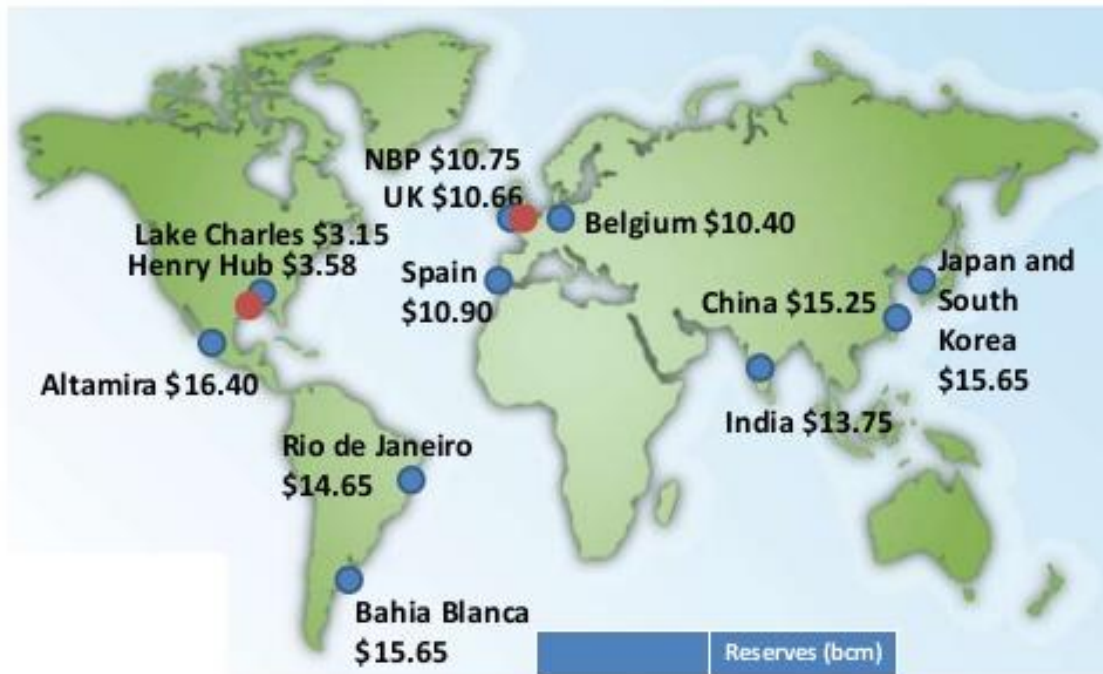 NBP $10.75
UK $10.66
Belgium $10.40
Lake Charles $3.15
Henry Hub $3.58
Spain
$10.90
Japan and
South
Korea
$15.65
China $15.25
Altamira $16.40
India $13.75
Rio de Janeiro
$14.65
Bahia Blanca
$15.65
Reserves (bcm)